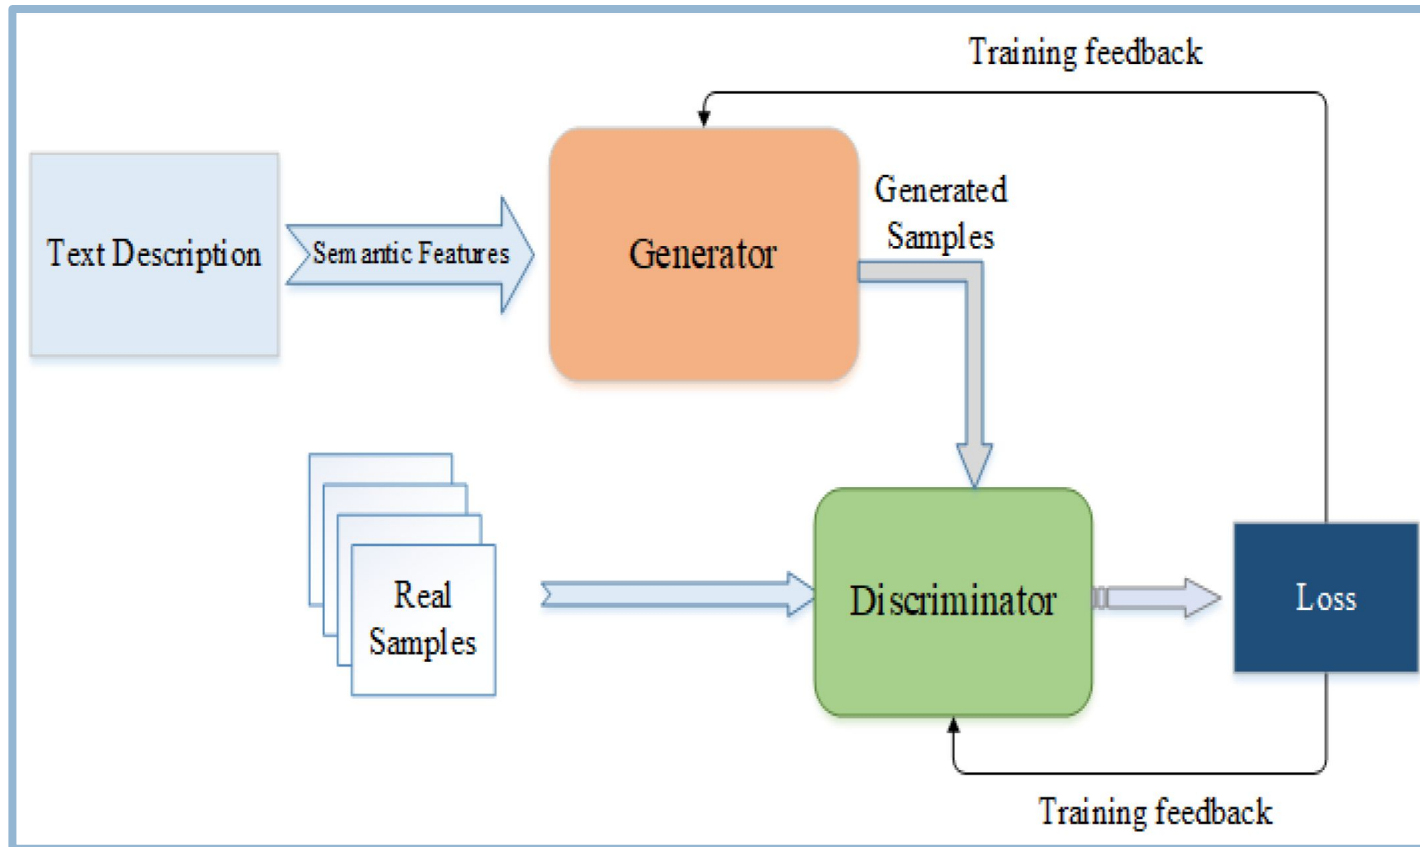 Training feedback
Text Description
Semantic Features
Generator
Generated
Samples
Real
Samples
Discriminator
Loss
Training feedback